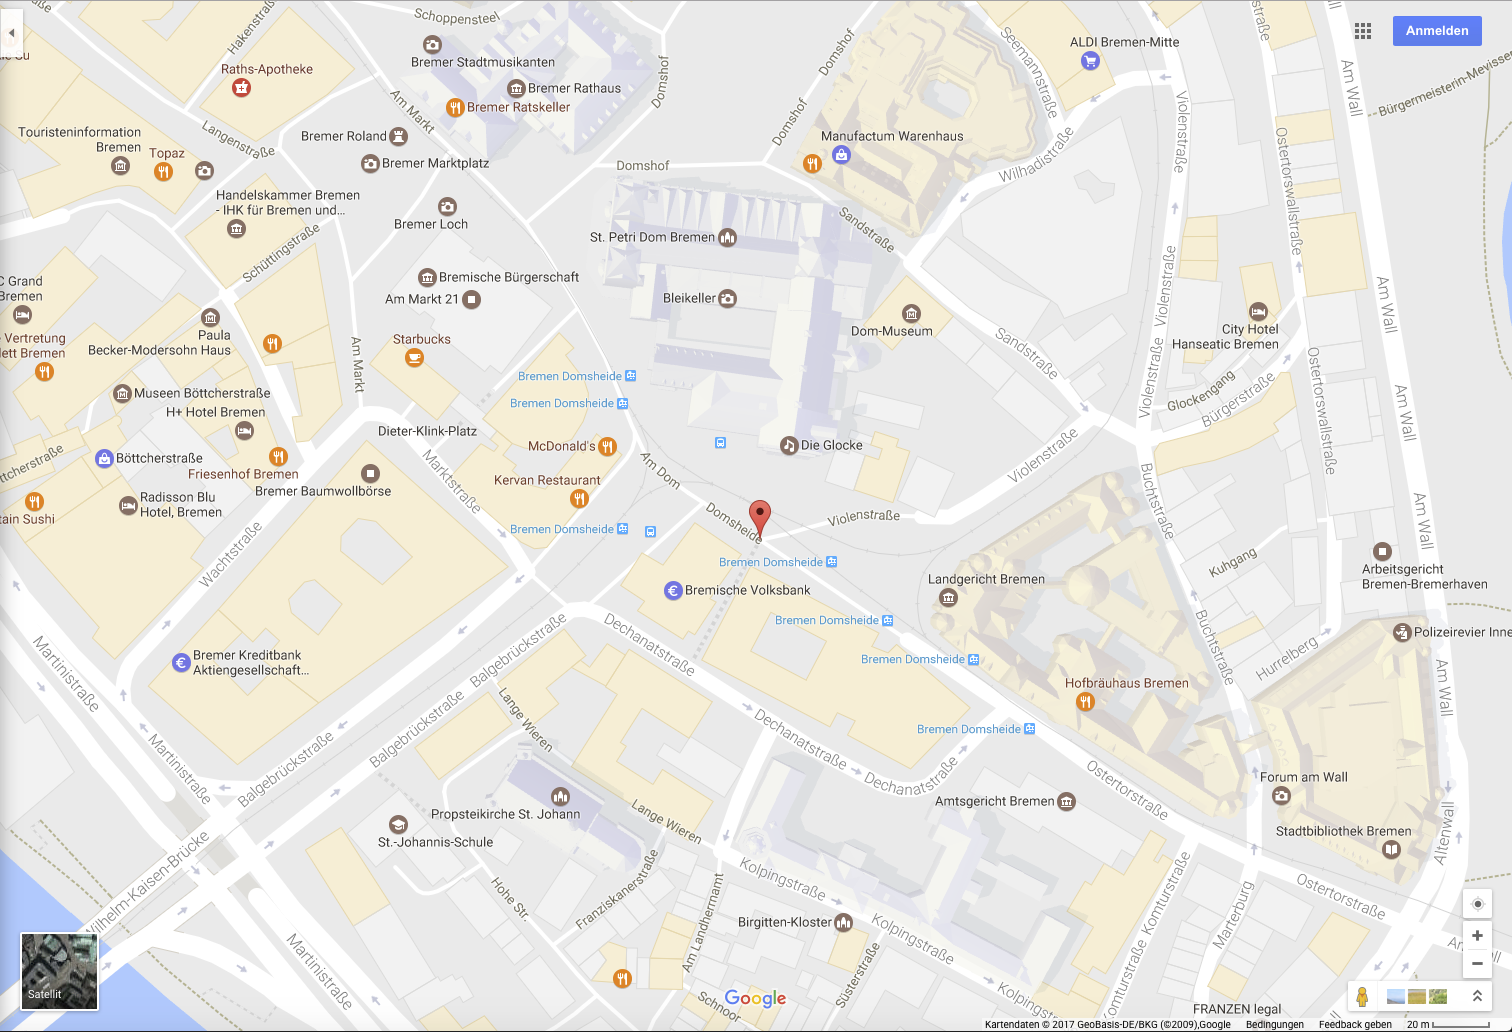 Schoppensteel
Hakenstraße
Bremer Stadtmusikanten
Raths-Apotheke
Bremer Rathaus
Bremer Ratskeller
Domshof
Domshof
Domshof
Domshof
Seemannstraße
ALDI Bremen-Mitte
Anmelden
Am Wall
Bürgermeisterin-Mevisse
Am Markt
Langenstraße
Bremer Roland
Touristeninformation
Bremen
Topaz
Bremer Marktplatz
Manufactum Warenhaus
Wilhadistraße
Violenstraße
Ostertorswallstraße
Handelskammer Bremen
- IHK für Bremen und...
Bremer Loch
Sandstraße
St. Petri Dom Bremen
Schüttingstraße
Bremische Bürgerschaft
Am Markt 21
Bleikeller
C Grand
Bremen
Dom-Museum
Violenstraße
Am Wall
City Hotel
Hanseatic Bremen
Paula
Becker-Modersohn Haus
Vertretung
lett Bremen
Starbucks
Am Markt
Sandstraße
Violenstraße
Ostertorswallstraße
Bremen Domsheide
Bremen Domsheide
Glockengang
Bürgerstraße
Am Wall
Museen Böttcherstraße
H+ Hotel Bremen
Dieter-Klink-Platz
McDonald's
Die Glocke
ttcherstraße
Böttcherstraße
Friesenhof Bremen
Bremer Baumwollbörse
Marktstraße
Kervan Restaurant
Am Dom
Violenstraße
Buchtstraße
Radisson Blu
Hotel, Bremen
tain Sushi
Bremen Domsheide
Domsheide
Violenstraße
Am Wall
Wachtstraße
Bremen Domsheide
Kuhgang
Arbeitsgericht
Bremen-Bremerhaven
Landgericht Bremen
Bremische Volksbank
Bremen Domsheide
Dechanatstraße
Balgebrückstraße
Buchtstraße
Polizeirevier Inne
Hurrelberg
Martinistraße
Bremer Kreditbank
Aktiengesellschaft...
Bremen Domsheide
Hofbräuhaus Bremen
Am Wall
Lange Wieren
Balgebrückstraße
Dechanatstraße
Bremen Domsheide
Martinistraße
Balgebrückstraße
Dechanatstraße
Ostertorstraße
Forum am Wall
Amtsgericht Bremen
Propsteikirche St. Johann
Lange Wieren
Stadtbibliothek Bremen
Altenwall
St.-Johannis-Schule
Wilhelm-Kaisen-Brücke
Kolpingstraße
Hohe Str.
Franziskanerstraße
Am Landherrnamt
Komturstraße
Ostertorstraße
Birgitten-Kloster
Kolpingstraße
Marterburg
Martinistraße
Süsterstraße
Komturstraße
Kolpingstraße
Satellit
Google
Schnoor
FRANZEN legal
Kartendaten © 2017 GeoBasis-DE/BKG (©2009),Google Bedingungen Feedback geben 20 m